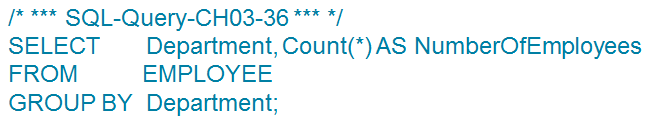 /* *** SQL-Query-CH03-36 *** */
SELECT Department, Count(*) AS NumberOfEmployees
FROM EMPLOYEE
GROUP BY Department;